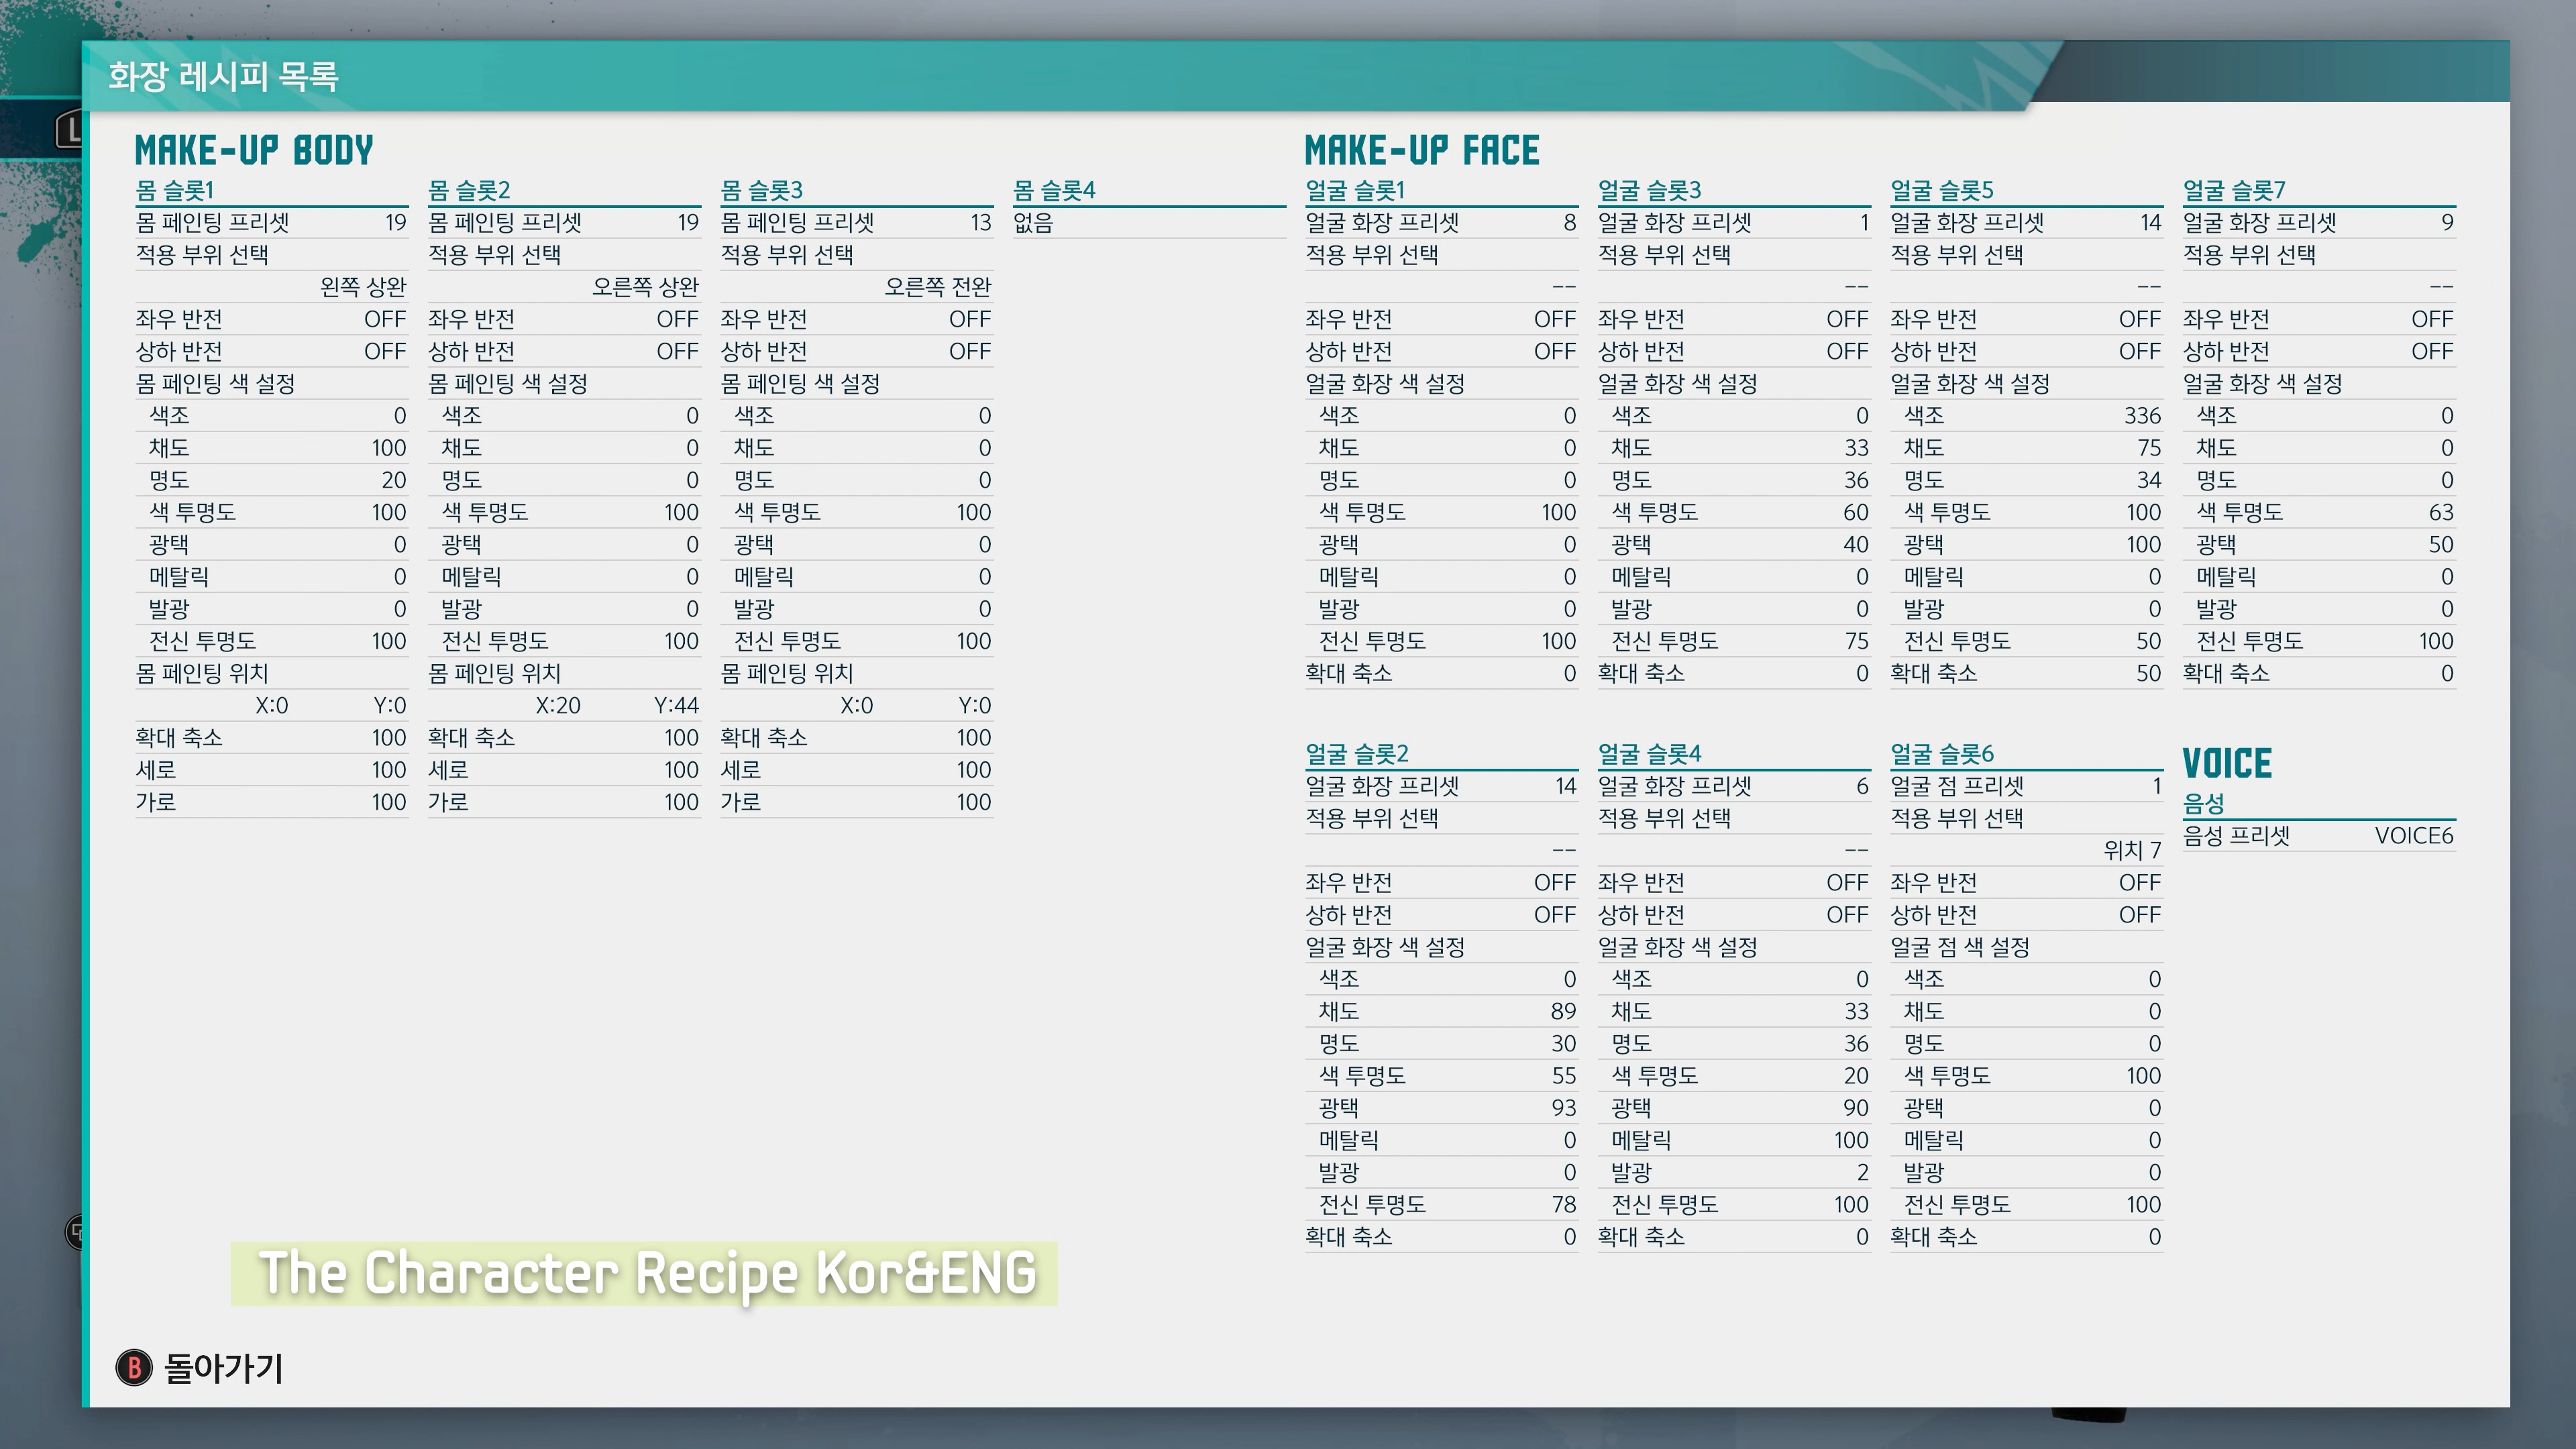 화장 레시피 목록
MAKE-UP BODY
몸 슬롯1
몸 페인팅 프리셋 19
적용 부위 선택
왼쪽 상완
좌우 반전 OFF
상하 반전 OFF
몸 페인팅 색 설정
색조 0
채도 100
명도 20
색 투명도 100
광택 0
메탈릭 0
발광 0
전신 투명도 100
몸 페인팅 위치
X:0 Y:0
확대 축소 100
세로 100
가로 100
몸 슬롯2
몸 페인팅 프리셋 19
적용 부위 선택
오른쪽 상완
좌우 반전 OFF
상하 반전 OFF
몸 페인팅 색 설정
색조 0
채도 0
명도 0
색 투명도 100
광택 0
메탈릭 0
발광 0
전신 투명도 100
몸 페인팅 위치
X:20 Y:44
확대 축소 100
세로 100
가로 100
몸 슬롯3
몸 페인팅 프리셋 13
적용 부위 선택
오른쪽 전완
좌우 반전 OFF
상하 반전 OFF
몸 페인팅 색 설정
색조 0
채도 0
명도 0
색 투명도 100
광택 0
메탈릭 0
발광 0
전신 투명도 100
몸 페인팅 위치
X:0 Y:0
확대 축소 100
세로 100
가로 100
몸 슬롯4
없음
MAKE-UP FACE
얼굴 슬롯1
얼굴 화장 프리셋 8
적용 부위 선택
--
좌우 반전 OFF
상하 반전 OFF
얼굴 화장 색 설정
색조 0
채도 0
명도 0
색 투명도 100
광택 0
메탈릭 0
발광 0
전신 투명도 100
확대 축소 0
얼굴 슬롯2
얼굴 화장 프리셋 14
적용 부위 선택
--
좌우 반전 OFF
상하 반전 OFF
얼굴 화장 색 설정
색조 0
채도 89
명도 30
색 투명도 55
광택 93
메탈릭 0
발광 0
전신 투명도 78
확대 축소 0
얼굴 슬롯3
얼굴 화장 프리셋 1
적용 부위 선택
--
좌우 반전 OFF
상하 반전 OFF
얼굴 화장 색 설정
색조 0
채도 33
명도 36
색 투명도 60
광택 40
메탈릭 0
발광 0
전신 투명도 75
확대 축소 0
얼굴 슬롯4
얼굴 화장 프리셋 6
적용 부위 선택
--
좌우 반전 OFF
상하 반전 OFF
얼굴 화장 색 설정
색조 0
채도 33
명도 36
색 투명도 20
광택 90
메탈릭 100
발광 2
전신 투명도 100
확대 축소 0
얼굴 슬롯5
얼굴 화장 프리셋 14
적용 부위 선택
--
좌우 반전 OFF
상하 반전 OFF
얼굴 화장 색 설정
색조 336
채도 75
명도 34
색 투명도 100
광택 100
메탈릭 0
발광 0
전신 투명도 50
확대 축소 50
얼굴 슬롯6
얼굴 점 프리셋 1
적용 부위 선택
위치 7
좌우 반전 OFF
상하 반전 OFF
얼굴 점 색 설정
색조 0
채도 0
명도 0
색 투명도 100
광택 0
메탈릭 0
발광 0
전신 투명도 100
확대 축소 0
얼굴 슬롯7
얼굴 화장 프리셋 9
적용 부위 선택
--
좌우 반전 OFF
상하 반전 OFF
얼굴 화장 색 설정
색조 0
채도 0
명도 0
색 투명도 63
광택 50
메탈릭 0
발광 0
전신 투명도 100
확대 축소 0
VOICE
음성
음성 프리셋 VOICE6
The Character Recipe Kor&ENG
B 돌아가기
L